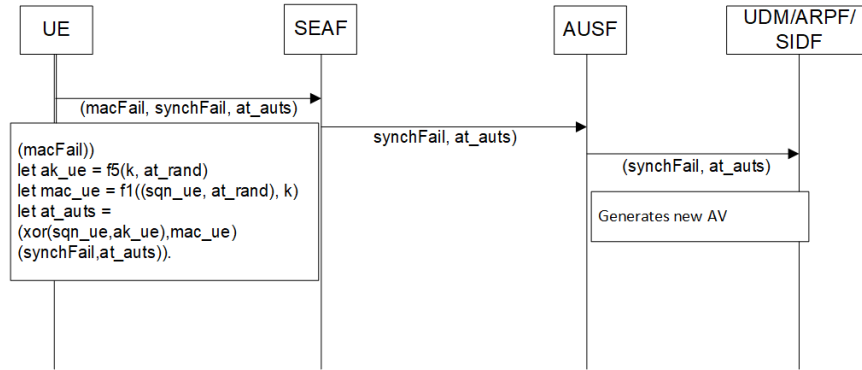 UE
SEAF
AUSF
UDM/ARPF/
SIDF
(macFail, synchFail, at_auts)
synchFail, at_auts)
(synchFail, at_auts)
(macFail))
let ak_ue = f5(k, at_rand)
let mac_ue = f1((sqn_ue, at_rand), k)
let at_auts =
(xor(sqn_ue,ak_ue),mac_ue)
(synchFail,at_auts)).
Generates new AV